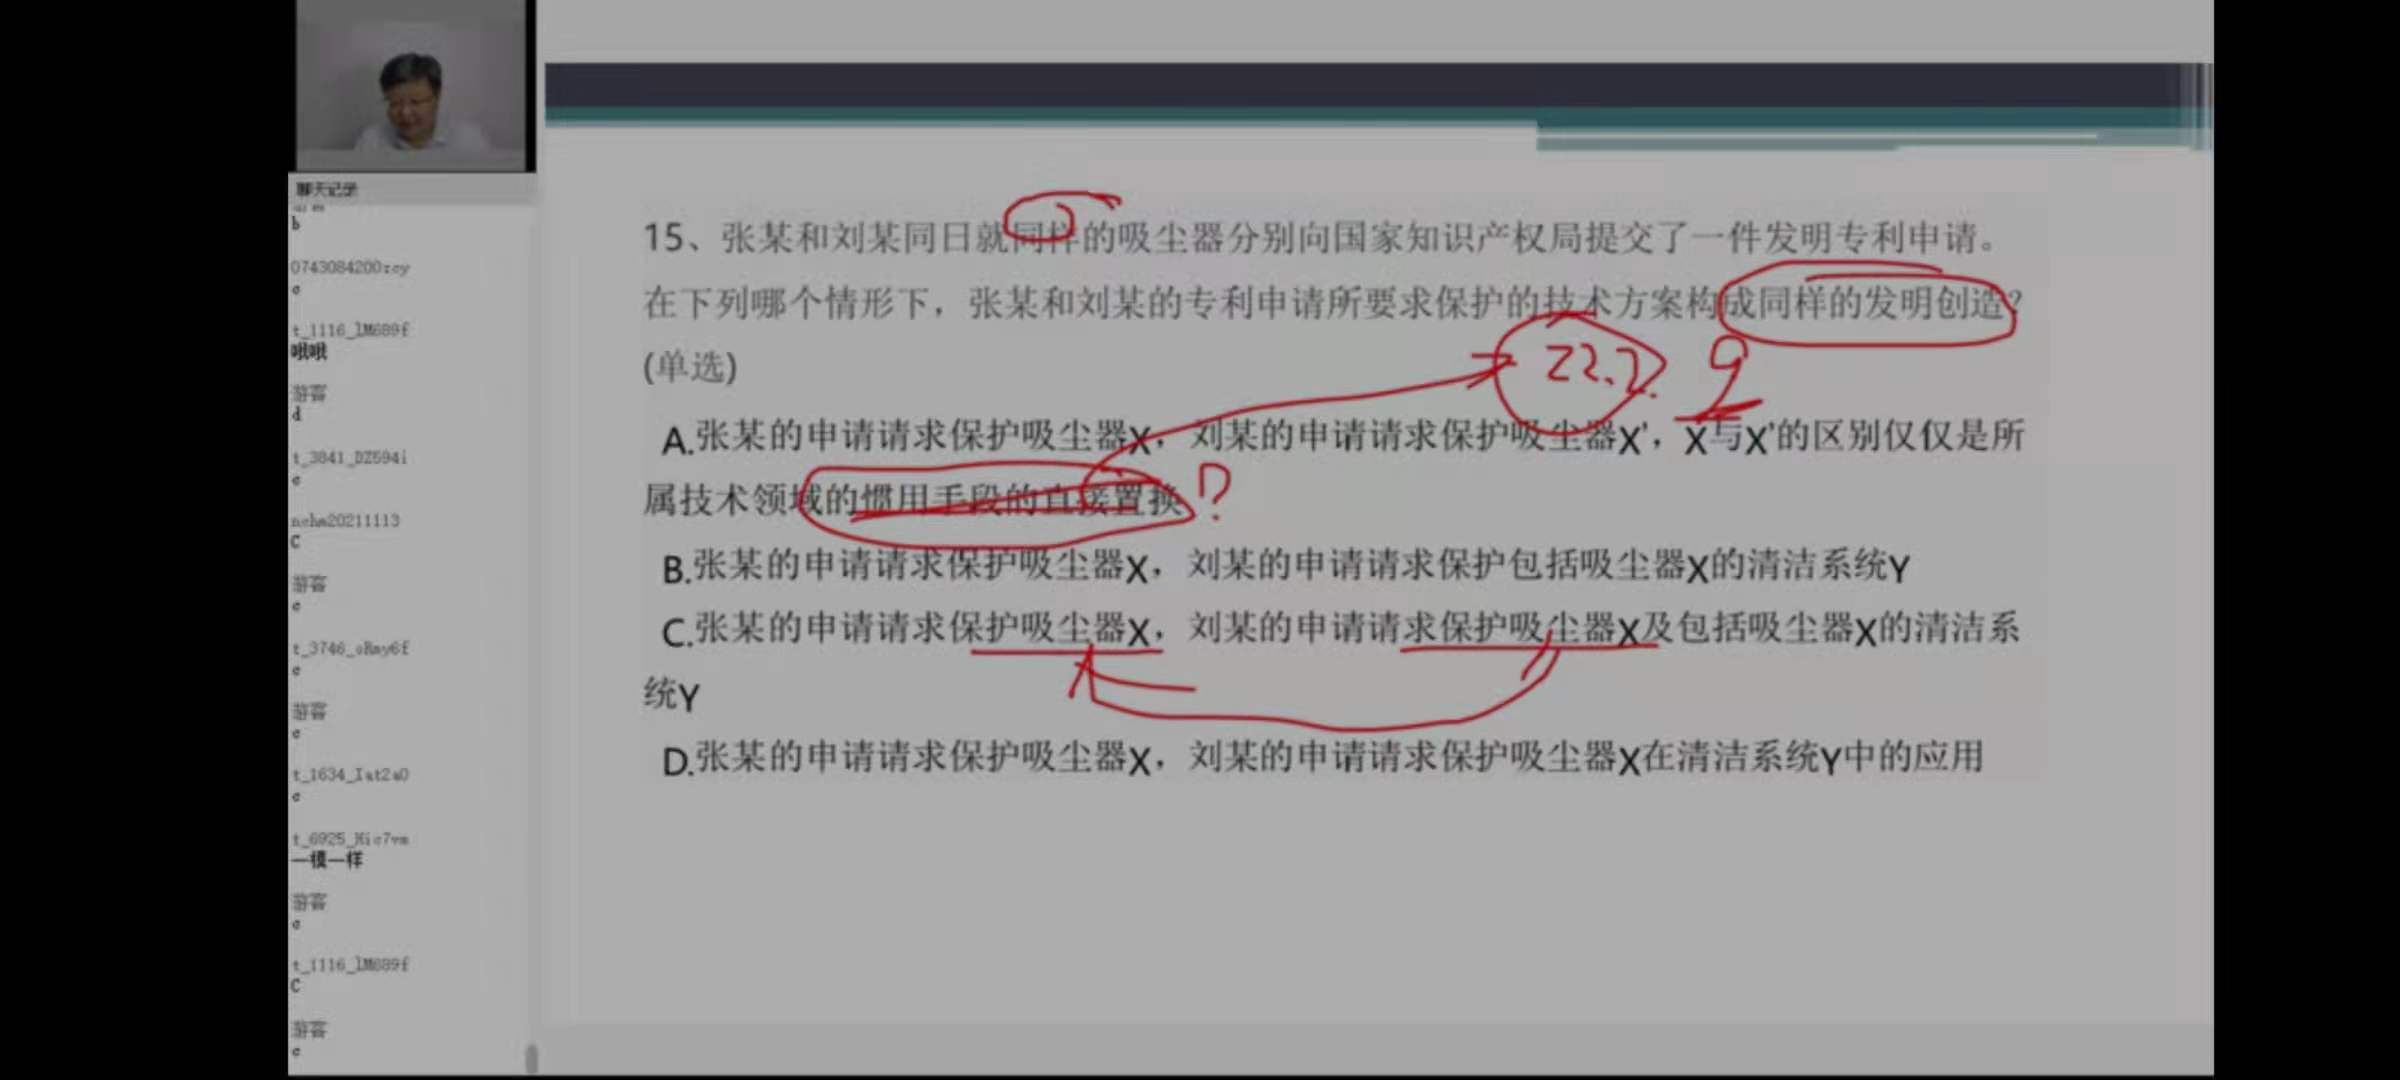 聊天记录
b
0743084200zcy
c
t_1116_lM689f
哦哦
游客
d
t_3841_DZ594i
c
nchm20211113
C
游客
c
t_3746_oRmy6f
c
游客
c
t_1634_Iat2a0
c
t_6925_Hic7vm
一模一样
游客
c
t_1116_lM689f
C
游客
c
15、张某和刘某同日就同样的吸尘器分别向国家知识产权局提交了一件发明专利申请。
在下列哪个情形下，张某和刘某的专利申请所要求保护的技术方案构成同样的发明创造?
(单选)
22.2. 9
A.张某的申请请求保护吸尘器X，刘某的申请请求保护吸尘器X'，X与X'的区别仅仅是所
属技术领域的惯用手段的直接置换 ?
B.张某的申请请求保护吸尘器X，刘某的申请请求保护包括吸尘器X的清洁系统Y
C.张某的申请请求保护吸尘器X，刘某的申请请求保护吸尘器X及包括吸尘器X的清洁系
统Y
D.张某的申请请求保护吸尘器X，刘某的申请请求保护吸尘器X在清洁系统Y中的应用